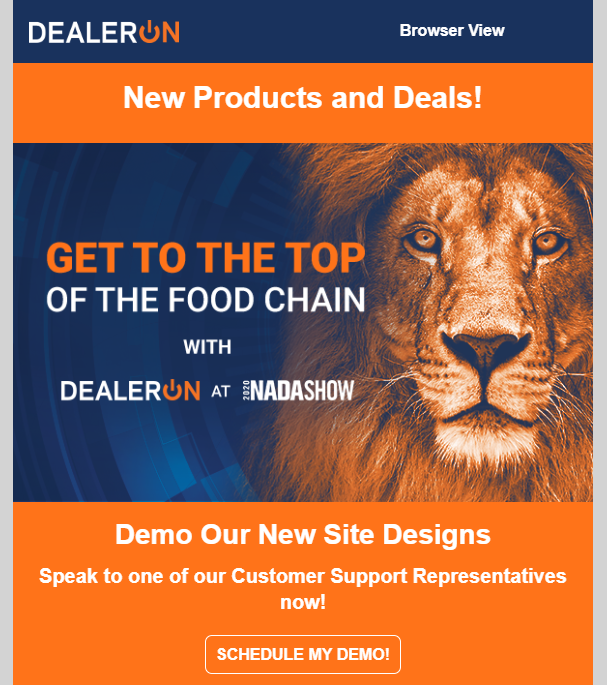 DEALERON
Browser View
New Products and Deals!
GET TO THE TOP
OF THE FOOD CHAIN
WITH
DEALERON AT 2020 NADASHOW
Demo Our New Site Designs
Speak to one of our Customer Support Representatives
now!
SCHEDULE MY DEMO!